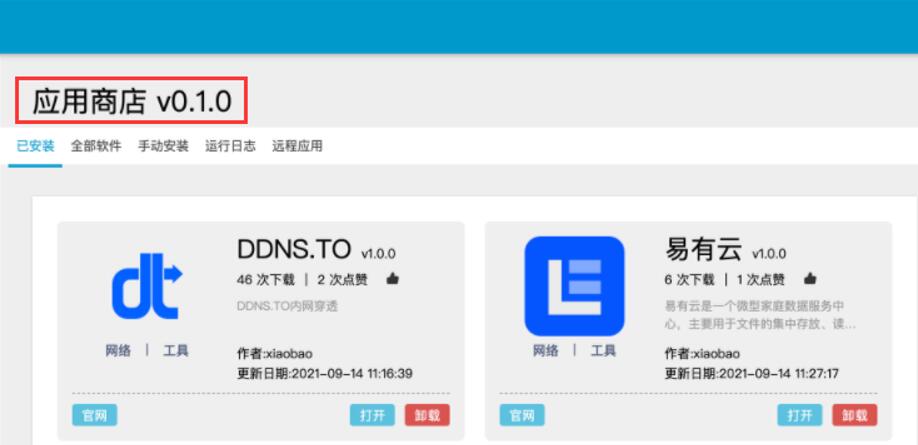 应用商店 v0.1.0
已安装 全部软件 手动安装 运行日志 远程应用
DDNS.TO v1.0.0
46 次下载 | 2 次点赞
DDNS.TO内网穿透
网络 | 工具
作者:xiaobao
更新日期:2021-09-14 11:16:39
官网 打开 卸载
易有云 v1.0.0
6 次下载 | 1 次点赞
易有云是一个微型家庭数据服务中
心，主要用于文件的集中存放、读...
网络 | 工具
作者:xiaobao
更新日期:2021-09-14 11:27:17
官网 打开 卸载